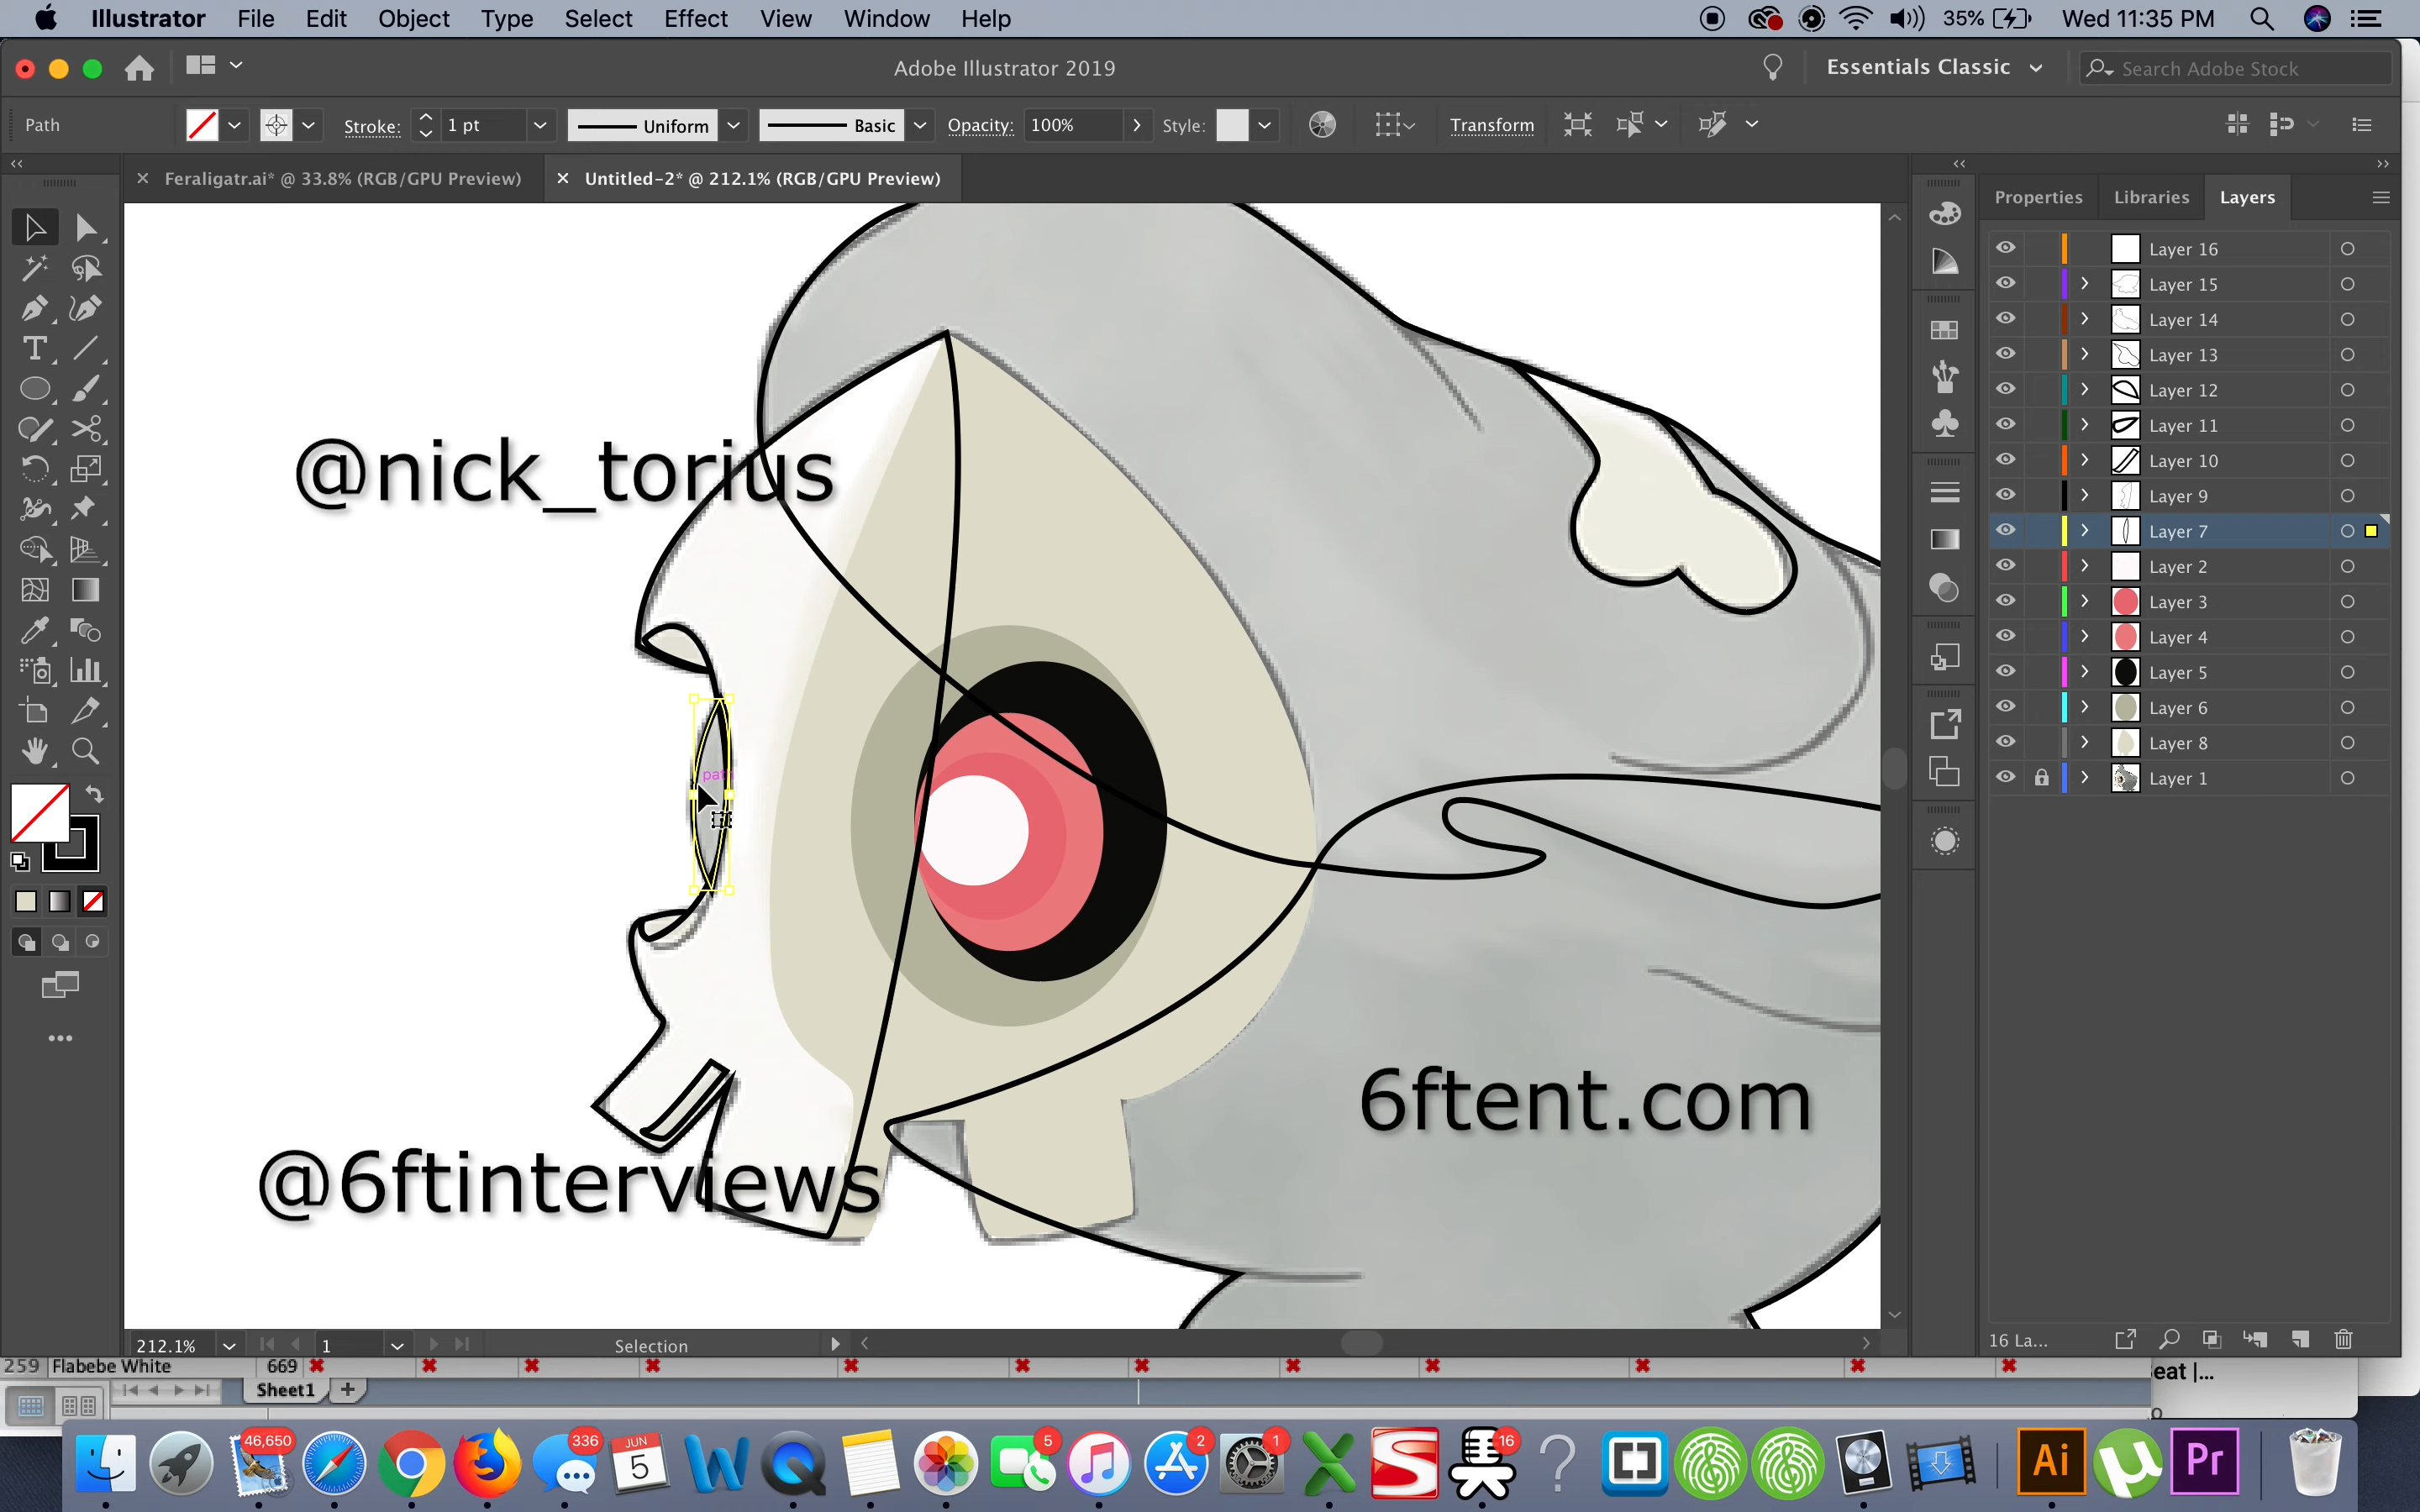 Illustrator File Edit Object Type Select Effect View Window Help 35% Wed 11:35 PM
Adobe Illustrator 2019 Essentials Classic Search Adobe Stock
Path Stroke: 1 pt Uniform Basic Opacity: 100% Style: Transform
Feraligatr.ai* @ 33.8% (RGB/GPU Preview) Untitled-2* @ 212.1% (RGB/GPU Preview)
Properties Libraries Layers
Layer 16
Layer 15
Layer 14
Layer 13
Layer 12
Layer 11
Layer 10
Layer 9
Layer 7
Layer 2
Layer 3
Layer 4
Layer 5
Layer 6
Layer 8
Layer 1
@nick_torius
6ftent.com
@6ftinterviews
212.1% 1 Selection 16 La...
259 Flabebe White 669
Sheet1 eat |...
46,650 336 JUN 5 5 2 1 16
Ai Pr